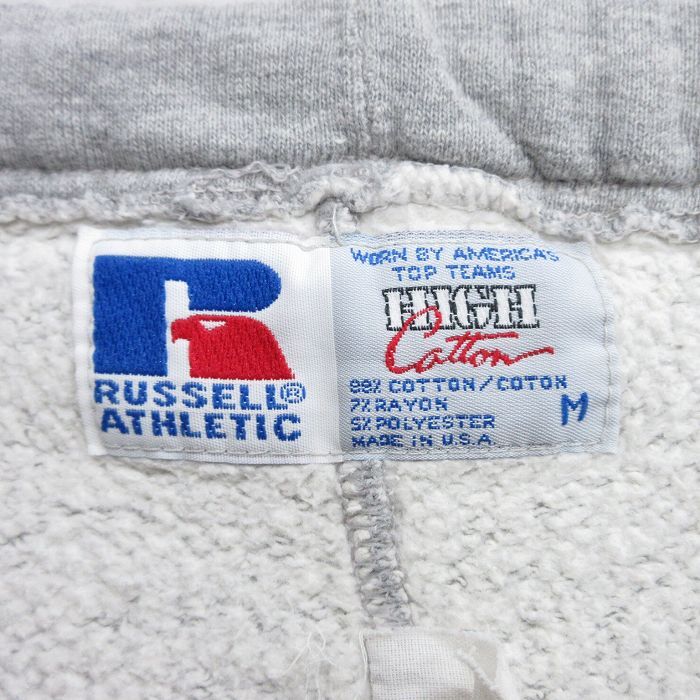 RUSSELL®
ATHLETIC
WORN BY AMERICA'S
TOP TEAMS
HIGH
Cotton
88% COTTON/COTON
7% RAYON
5% POLYESTER
MADE IN U.S.A.
M